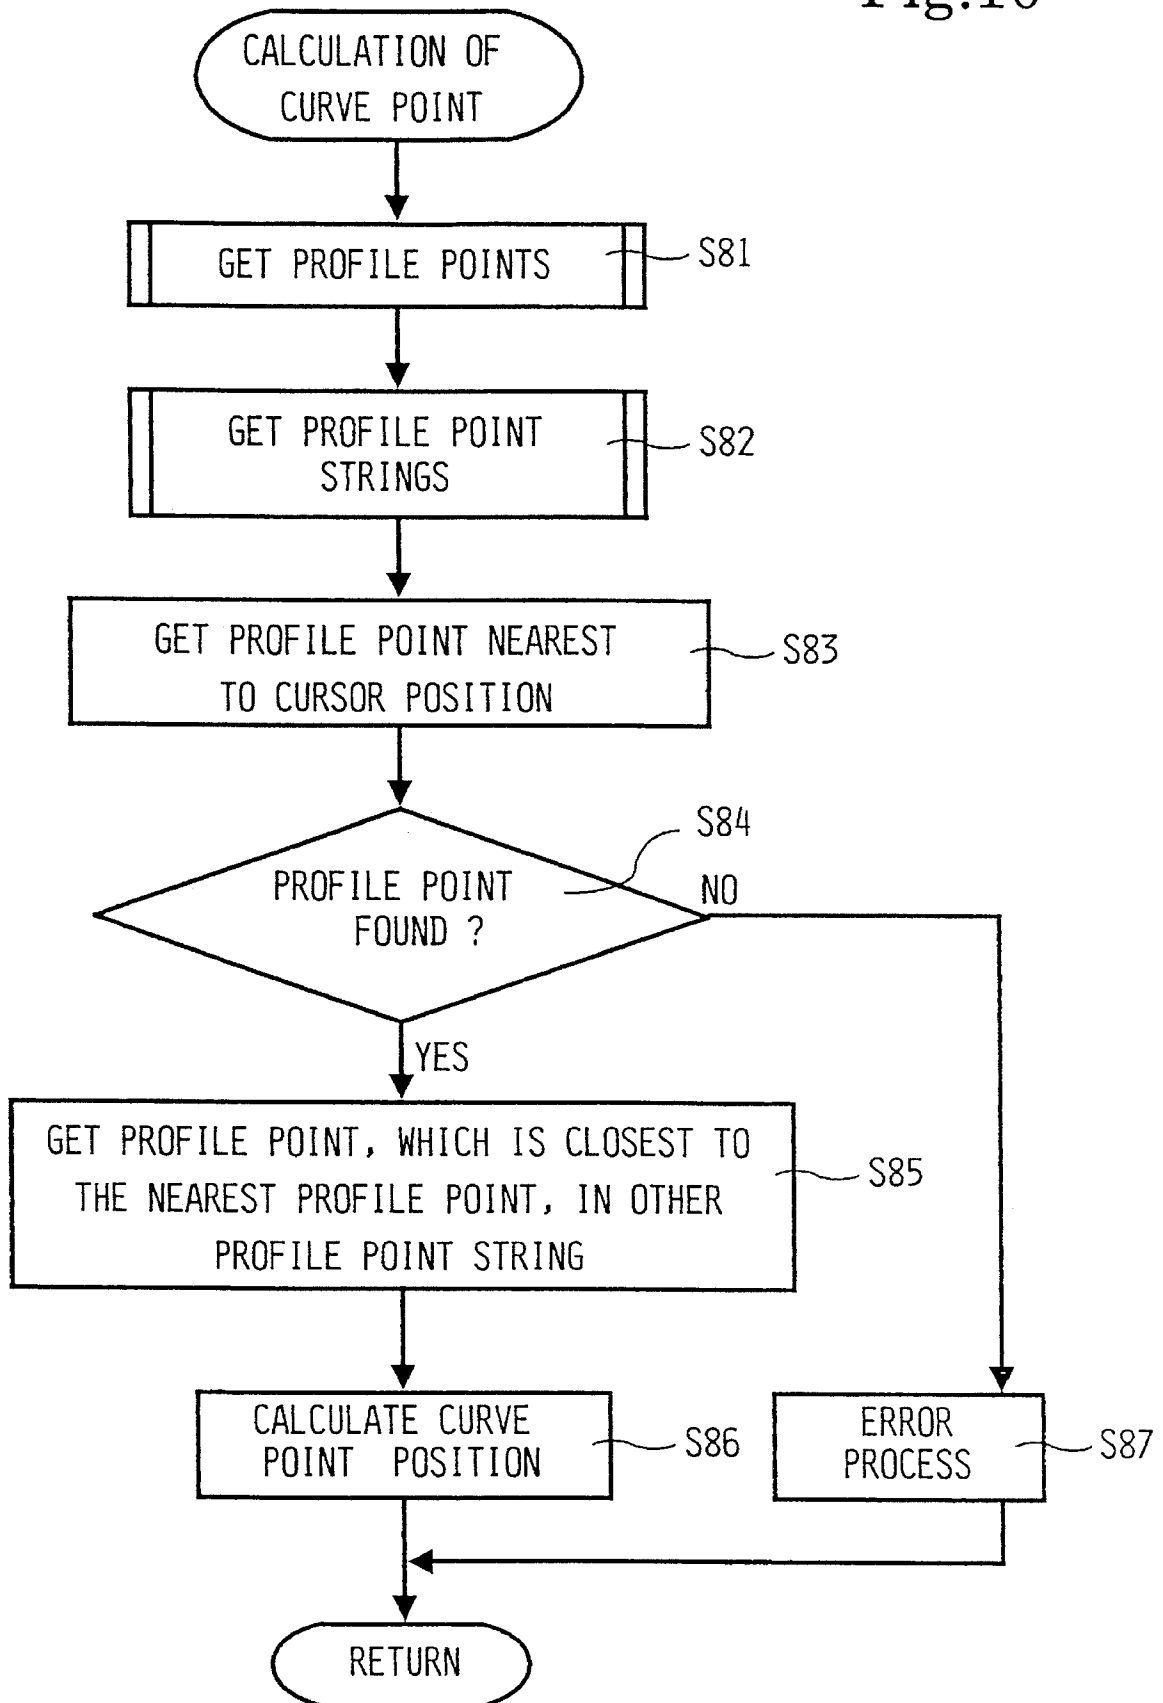 CALCULATION OF
CURVE POINT
GET PROFILE POINTS
S81
GET PROFILE POINT
STRINGS
S82
GET PROFILE POINT NEAREST
TO CURSOR POSITION
S83
S84
PROFILE POINT
FOUND ?
NO
YES
GET PROFILE POINT, WHICH IS CLOSEST TO
THE NEAREST PROFILE POINT, IN OTHER
PROFILE POINT STRING
S85
CALCULATE CURVE
POINT POSITION
S86
ERROR
PROCESS
S87
RETURN